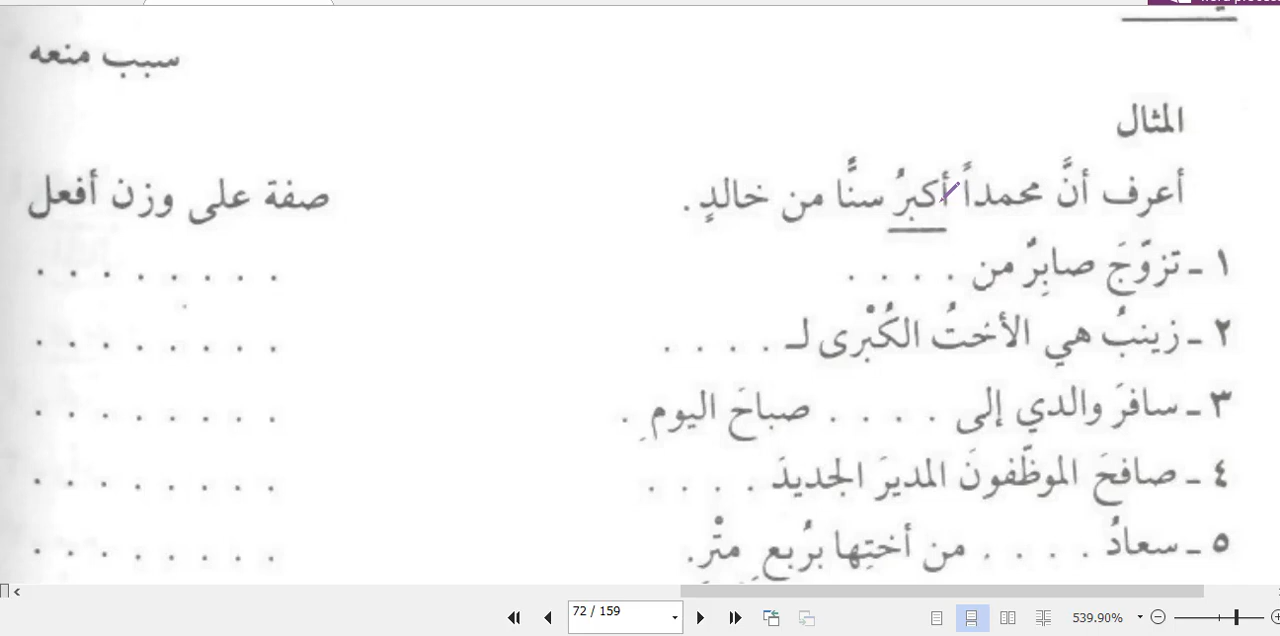 سبب منعه
المثال
أعرف أنَّ محمداً أكبرُ سنًّا من خالدٍ . صفة على وزن أفعل
١ ـ تزوّجَ صابِرٌ من . . . . . . . . . . . .
٢ ـ زينبُ هي الأختُ الكُبْرى لـ . . . . . . . . . . . .
٣ ـ سافرَ والدي إلى . . . . صباحَ اليومِ . . . . . . . . .
٤ ـ صافحَ الموظّفونَ المديرَ الجديدَ . . . . . . . . . . . .
٥ ـ سعادُ . . . . من أختِها برُبعِ متْرٍ. . . . . . . . .
72 / 159
539.90%